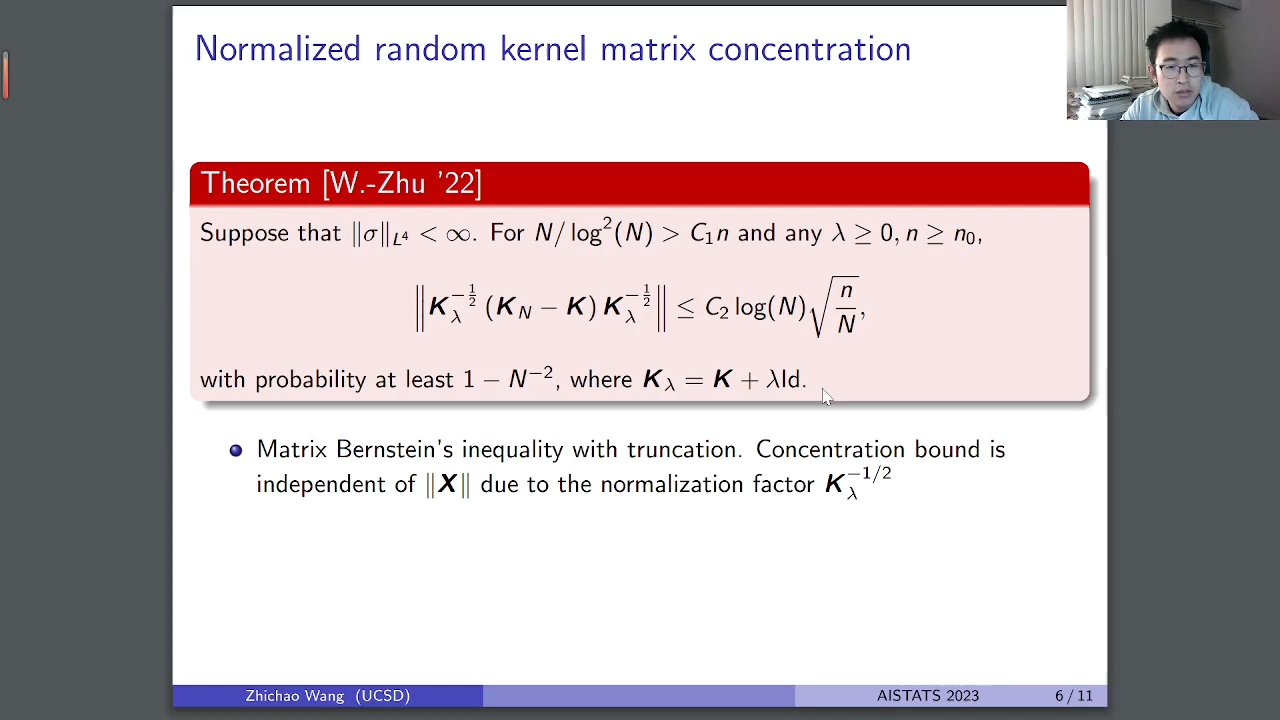 Normalized random kernel matrix concentration
Theorem [W.-Zhu '22]
Suppose that ‖σ‖_{L⁴} < ∞. For N/ log²(N) > C₁n and any λ ≥ 0, n ≥ n₀,
‖K_λ^{-1/2} (K_N − K) K_λ^{-1/2}‖ ≤ C₂ log(N)√(n/N),
with probability at least 1 − N⁻², where K_λ = K + λId.
Matrix Bernstein's inequality with truncation. Concentration bound is
independent of ‖X‖ due to the normalization factor K_λ^{-1/2}
Zhichao Wang (UCSD)
AISTATS 2023
6 / 11